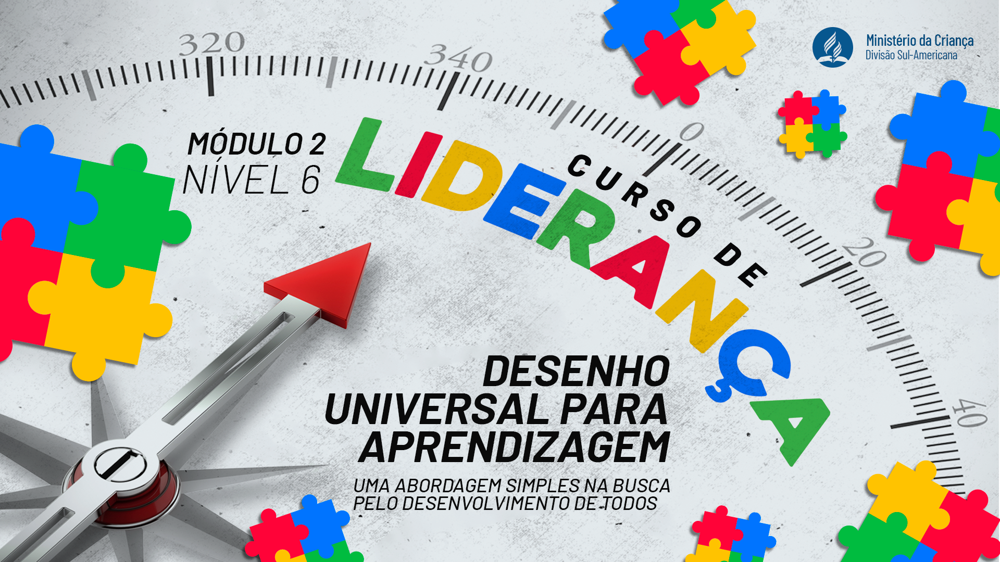 320
340
0
20
40
Ministério da Criança
Divisão Sul-Americana
MÓDULO 2
NÍVEL 6
CURSO DE
LIDERANÇA
DESENHO
UNIVERSAL PARA
APRENDIZAGEM
UMA ABORDAGEM SIMPLES NA BUSCA
PELO DESENVOLVIMENTO DE TODOS